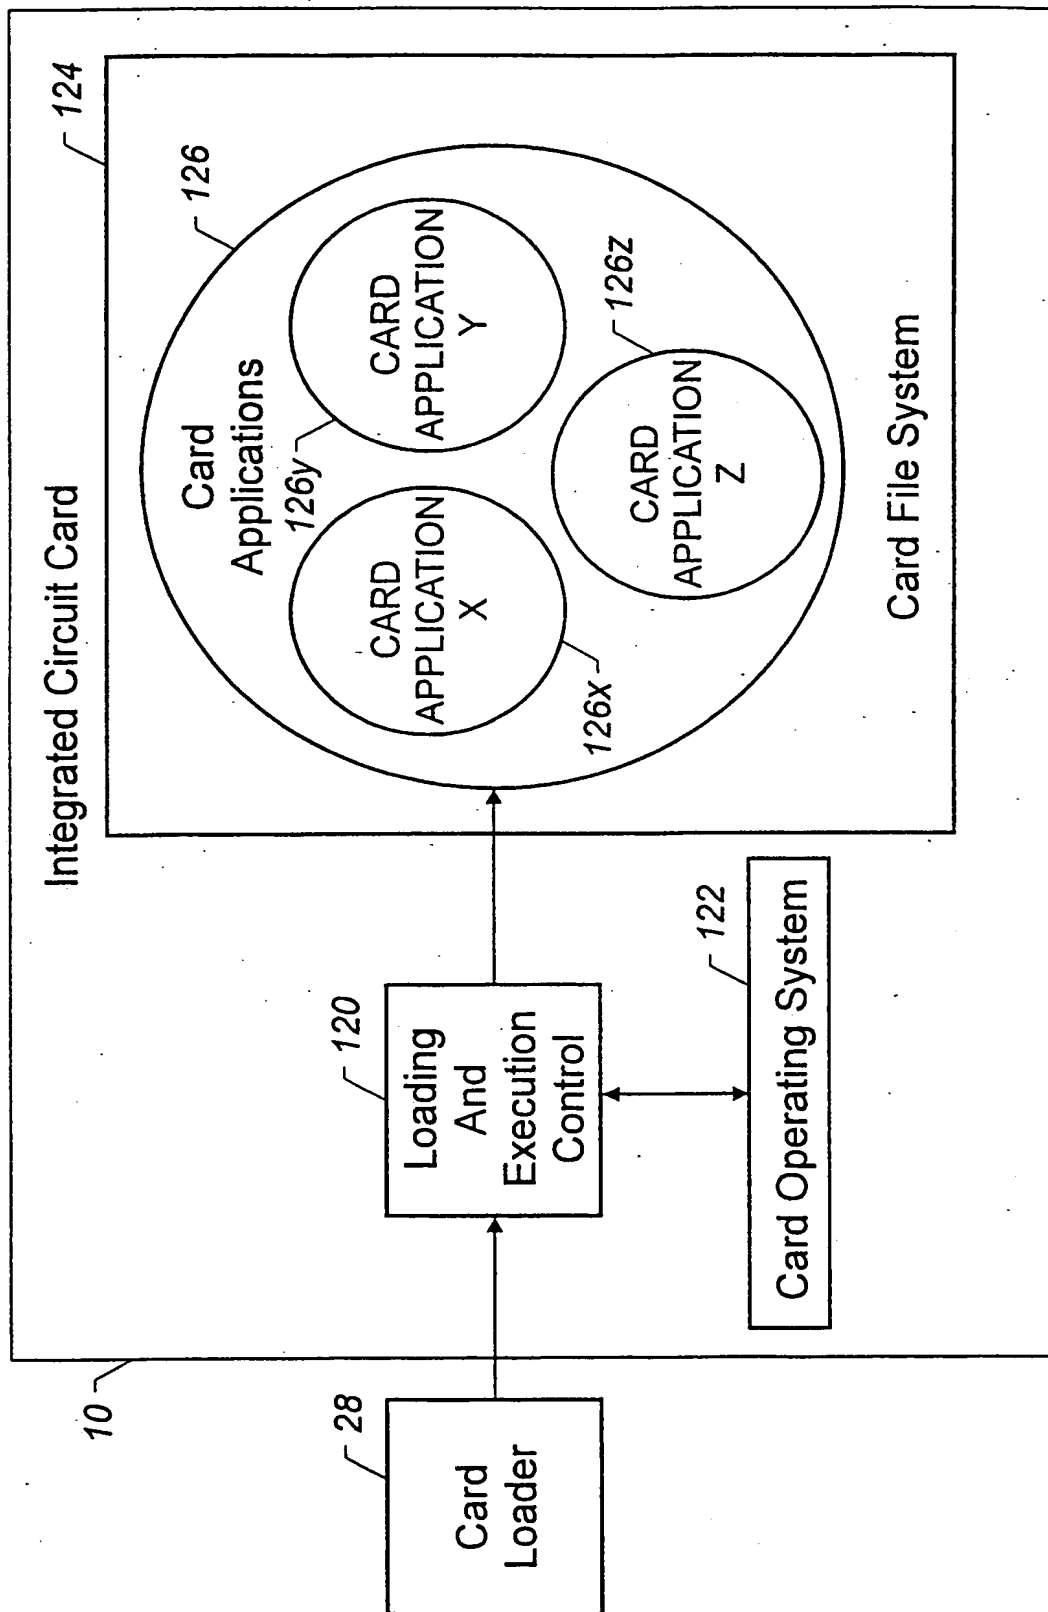 Integrated Circuit Card
10
Card
Loader
28
Loading
And
Execution
Control
120
Card Operating System
122
124
Card
Applications
126
CARD
APPLICATION
X
126x
CARD
APPLICATION
Y
126y
CARD
APPLICATION
Z
126z
Card File System